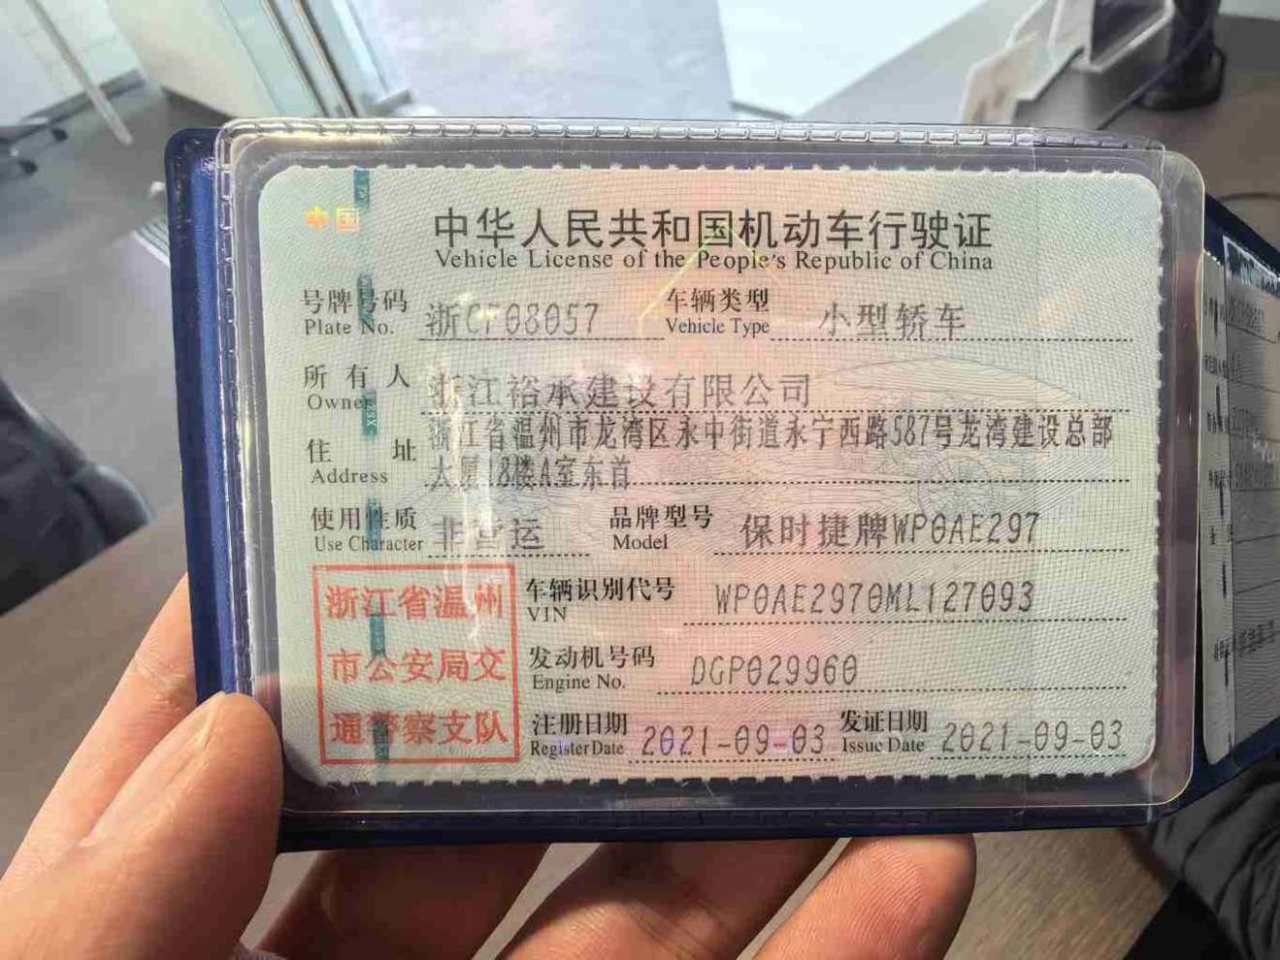 中国
中华人民共和国机动车行驶证
Vehicle License of the People's Republic of China
号牌号码 浙CF08057 车辆类型 小型轿车
Plate No. Vehicle Type
所有人 浙江裕承建设有限公司
Owner
住址 浙江省温州市龙湾区永中街道永宁西路587号龙湾建设总部
Address 大厦18楼A室东首
使用性质 非营运 品牌型号 保时捷牌WP0AE297
Use Character Model
浙江省温州
市公安局交
通警察支队
车辆识别代号 WP0AE2970ML127093
VIN
发动机号码 DGP029960
Engine No.
注册日期 2021-09-03 发证日期 2021-09-03
Register Date Issue Date